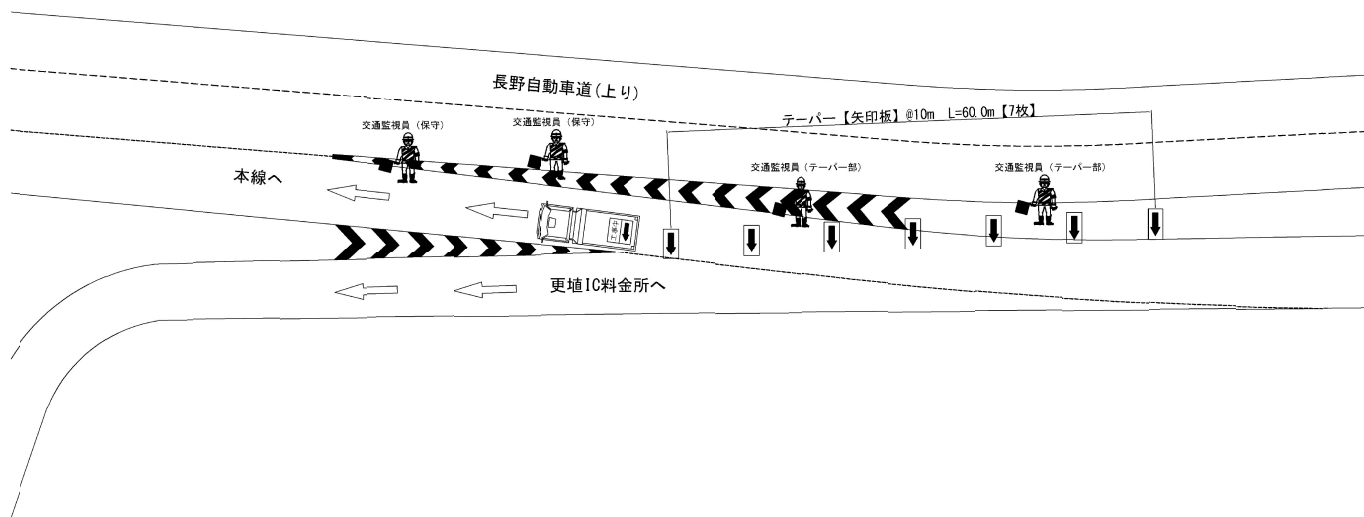 長野自動車道(上り)
テーパー【矢印板】@10m L=60.0m【7枚】
交通監視員(保守)
交通監視員(保守)
交通監視員(テーパー部)
交通監視員(テーパー部)
本線へ
工事中
更埴IC料金所へ